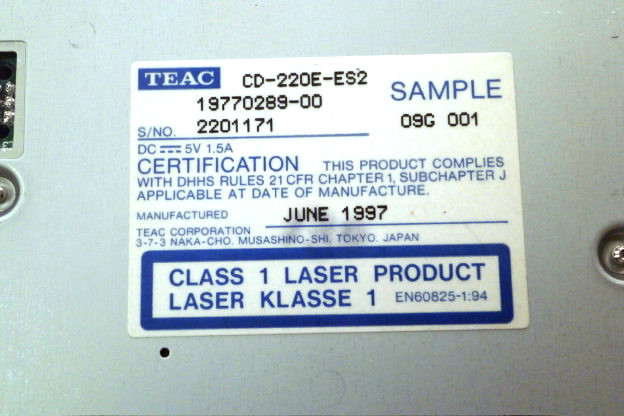 TEAC CD-220E-ES2
19770289-00
SAMPLE
S/NO. 2201171
09G 001
DC 5V 1.5A
CERTIFICATION THIS PRODUCT COMPLIES
WITH DHHS RULES 21 CFR CHAPTER 1, SUBCHAPTER J
APPLICABLE AT DATE OF MANUFACTURE.
MANUFACTURED JUNE 1997
TEAC CORPORATION
3-7-3 NAKA-CHO, MUSASHINO-SHI, TOKYO, JAPAN
CLASS 1 LASER PRODUCT
LASER KLASSE 1 EN60825-1:94